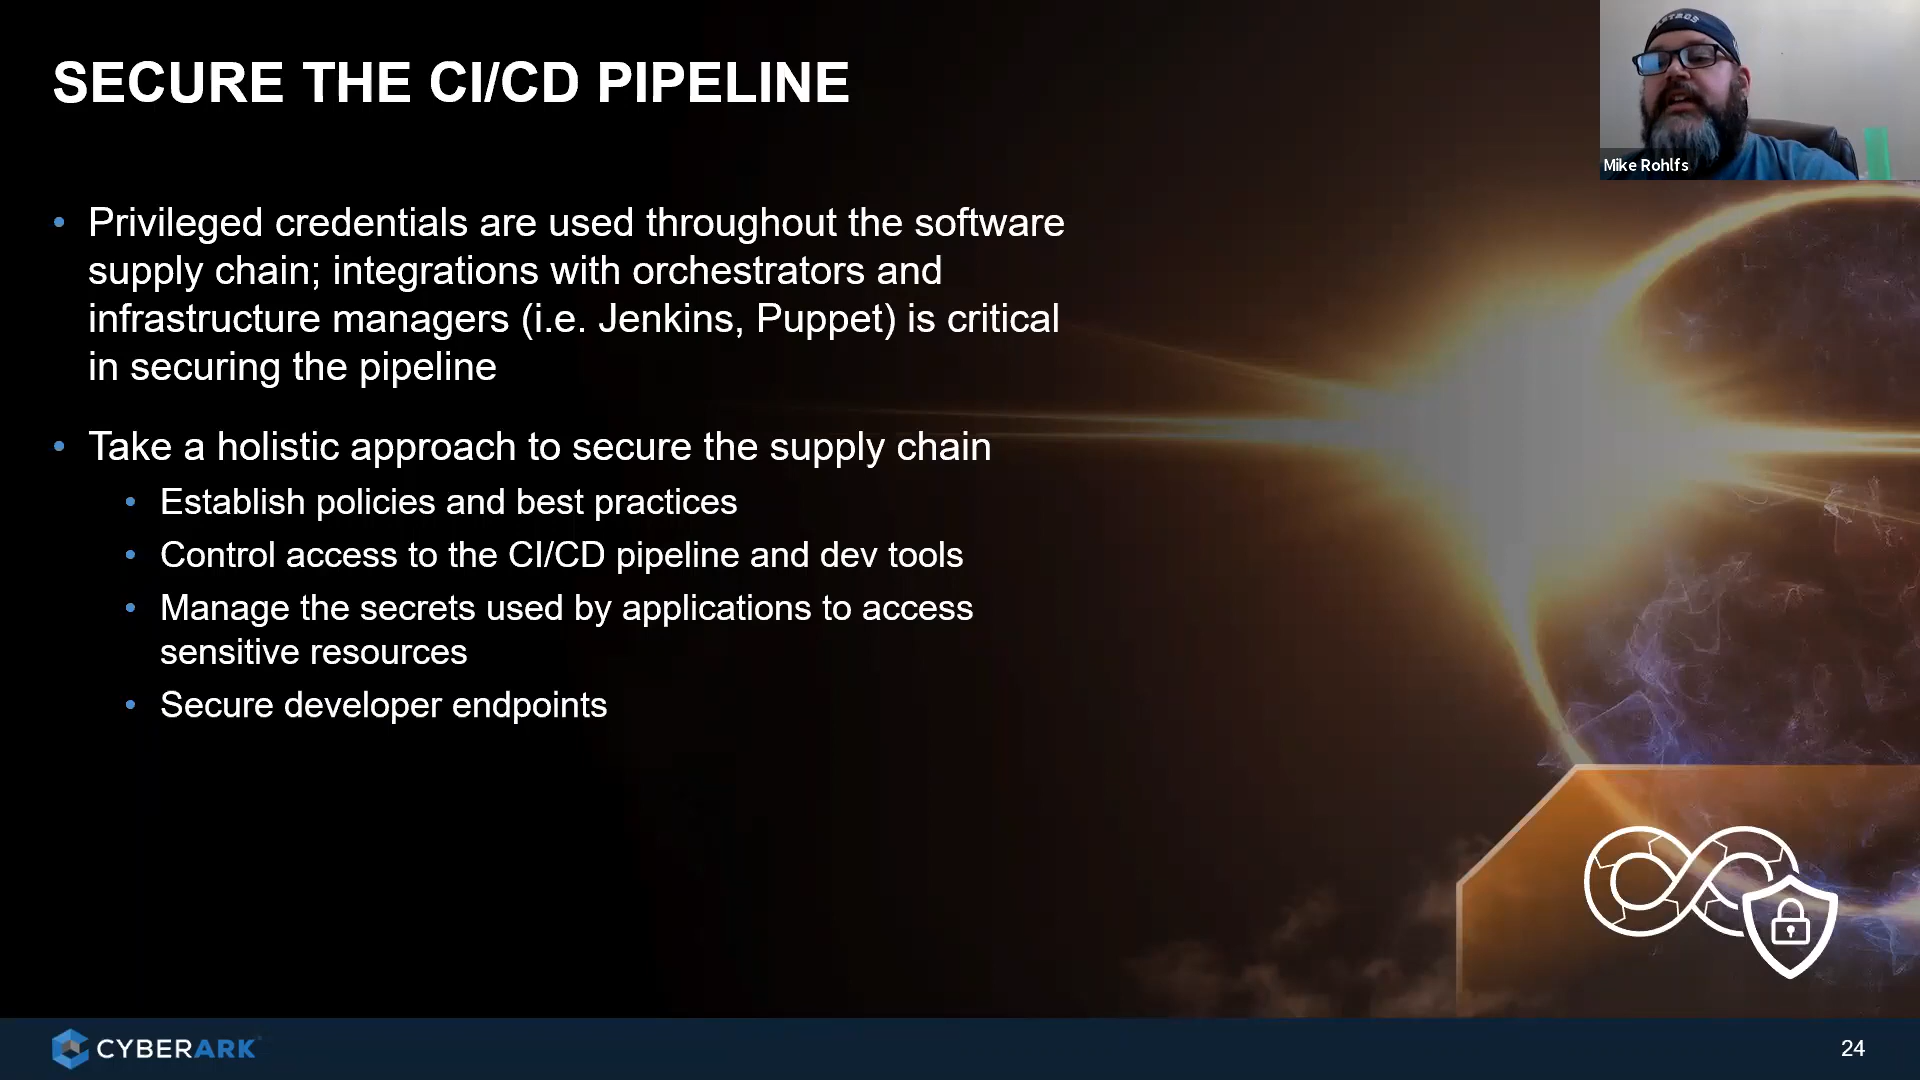 SECURE THE CI/CD PIPELINE
ASTROS
Mike Rohlfs
• Privileged credentials are used throughout the software
supply chain; integrations with orchestrators and
infrastructure managers (i.e. Jenkins, Puppet) is critical
in securing the pipeline
• Take a holistic approach to secure the supply chain
• Establish policies and best practices
• Control access to the CI/CD pipeline and dev tools
• Manage the secrets used by applications to access
sensitive resources
• Secure developer endpoints
CYBERARK
24